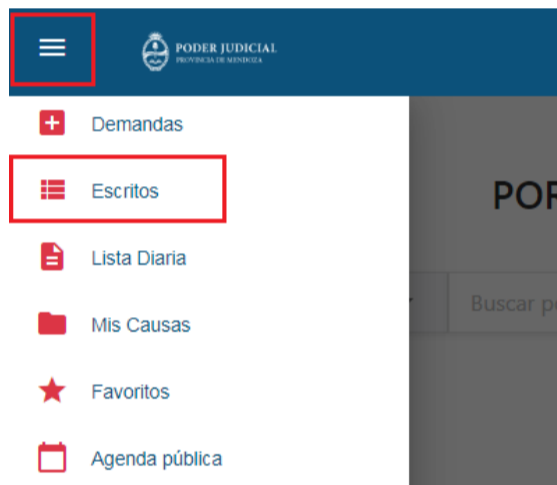 PODER JUDICIAL
PROVINCIA DE MENDOZA
Demandas
Escritos
POR
Lista Diaria
Buscar p
Mis Causas
Favoritos
Agenda pública